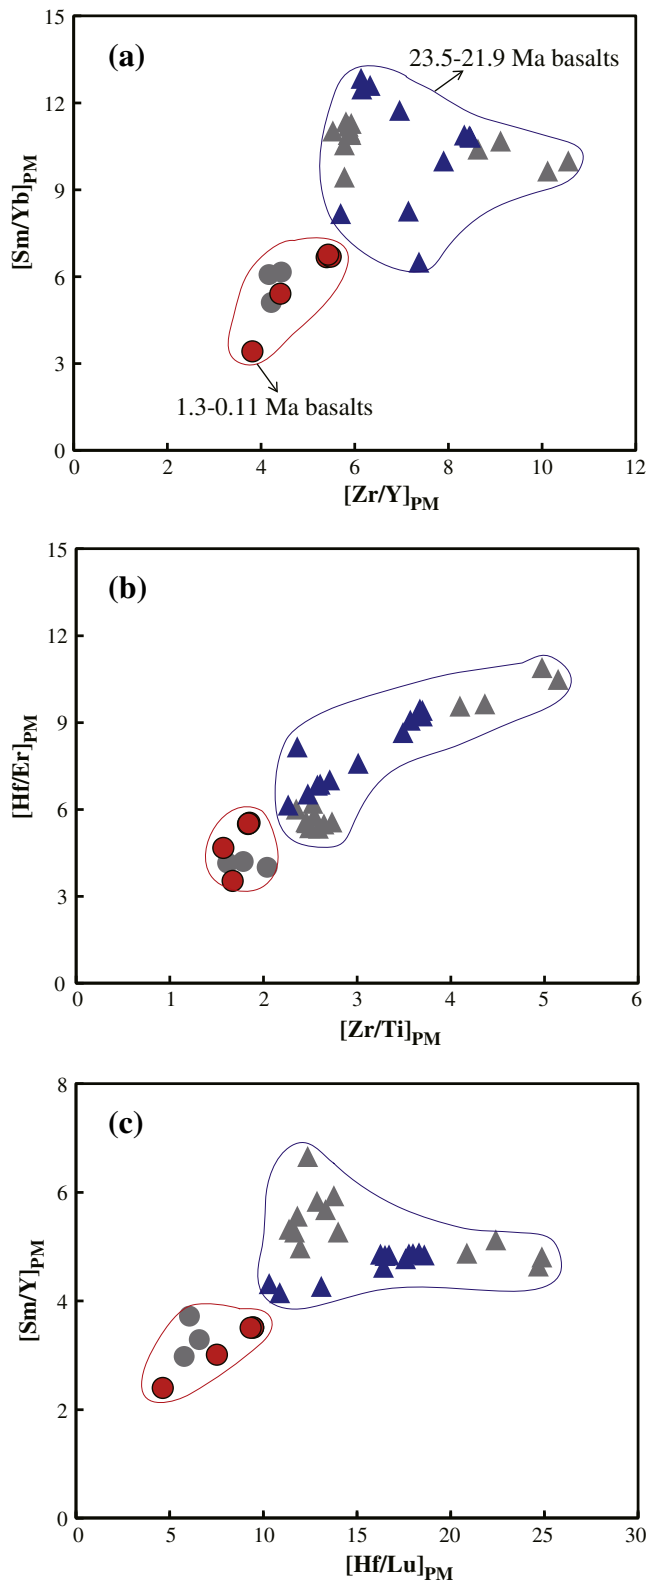 15
(a)
23.5-21.9 Ma basalts
12
9
[Sm/Yb]PM
6
3
1.3-0.11 Ma basalts
0
0 2 4 6 8 10 12
[Zr/Y]PM
15
(b)
12
9
[Hf/Er]PM
6
3
0
0 1 2 3 4 5 6
[Zr/Ti]PM
8
(c)
6
[Sm/Y]PM
4
2
0
0 5 10 15 20 25 30
[Hf/Lu]PM